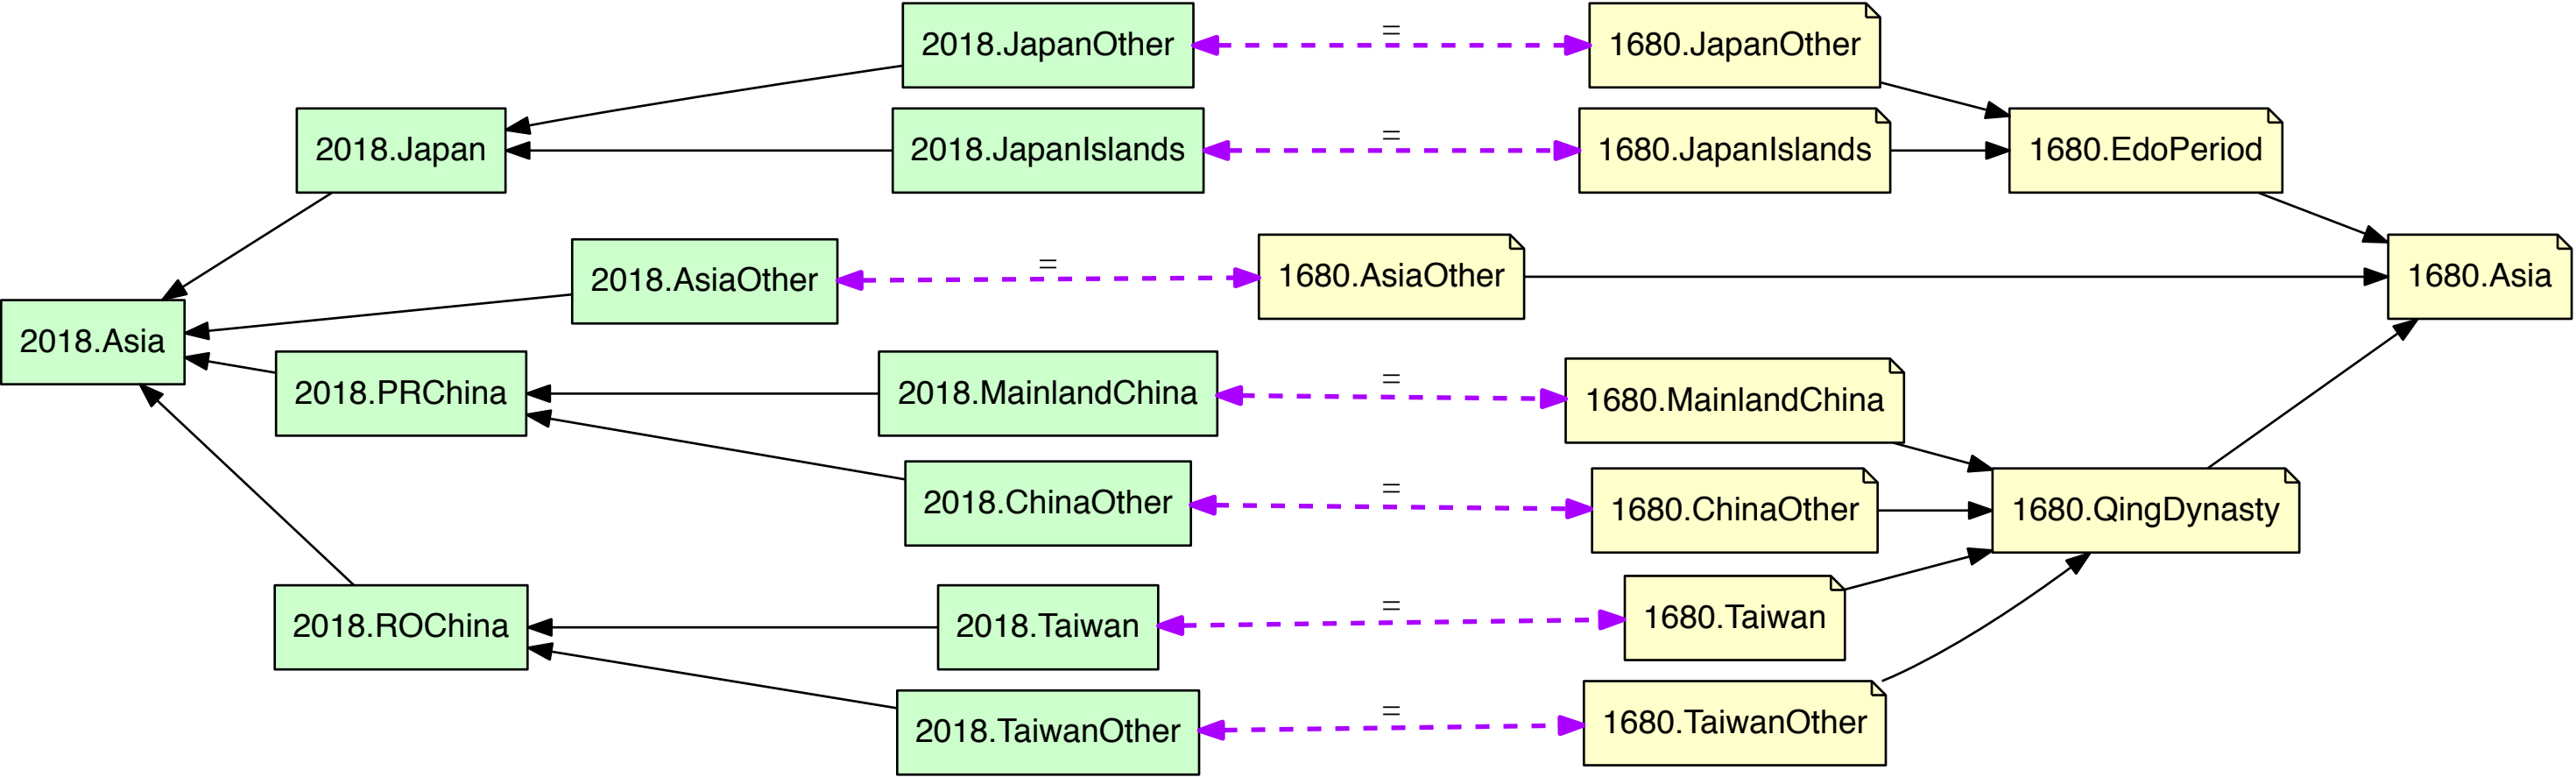 2018.JapanOther
=
1680.JapanOther
2018.Japan
2018.JapanIslands
=
1680.JapanIslands
1680.EdoPeriod
2018.AsiaOther
=
1680.AsiaOther
1680.Asia
2018.Asia
2018.PRChina
2018.MainlandChina
=
1680.MainlandChina
2018.ChinaOther
=
1680.ChinaOther
1680.QingDynasty
2018.ROChina
2018.Taiwan
=
1680.Taiwan
2018.TaiwanOther
=
1680.TaiwanOther